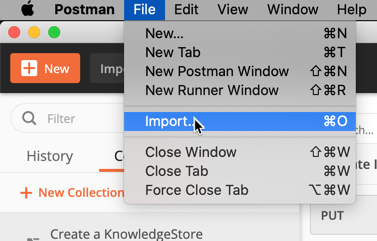 Postman File Edit View Window Help
New... ⌘N
New Tab ⌘T
New Postman Window ⇧⌘N
New Runner Window ⇧⌘R
New Imp
Import... ⌘O
Filter
Close Window ⇧⌘W
History C
Close Tab ⌘W
Force Close Tab ⌥⌘W
+ New Collection
PUT
Create a KnowledgeStore